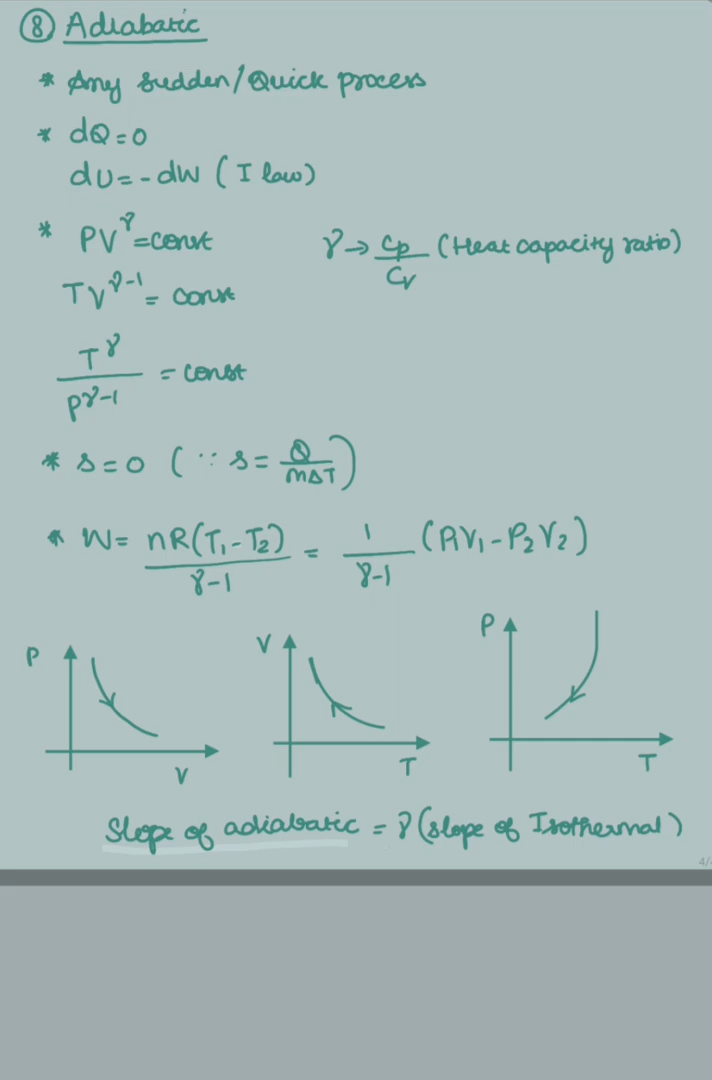 ⑧ Adiabatic
* Any sudden/Quick process
* dQ=0
dU=-dW (I law)
* PV^γ=const γ→ Cp/Cv (Heat capacity ratio)
TV^γ-1 = const
T^γ/P^γ-1 = const
* s=0 (∵ s= Q/mΔT)
* W= nR(T₁-T₂)/γ-1 = 1/γ-1 (P₁V₁-P₂V₂)
P V
V T
P T
Slope of adiabatic = γ(slope of Isothermal)